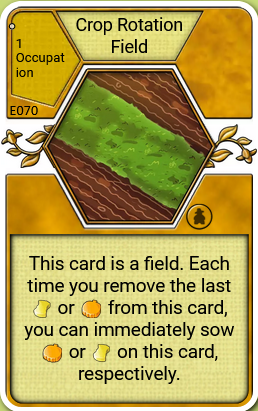 Crop Rotation
Field
1
Occupat
ion
E070
This card is a field. Each
time you remove the last
or from this card,
you can immediately sow
or on this card,
respectively.